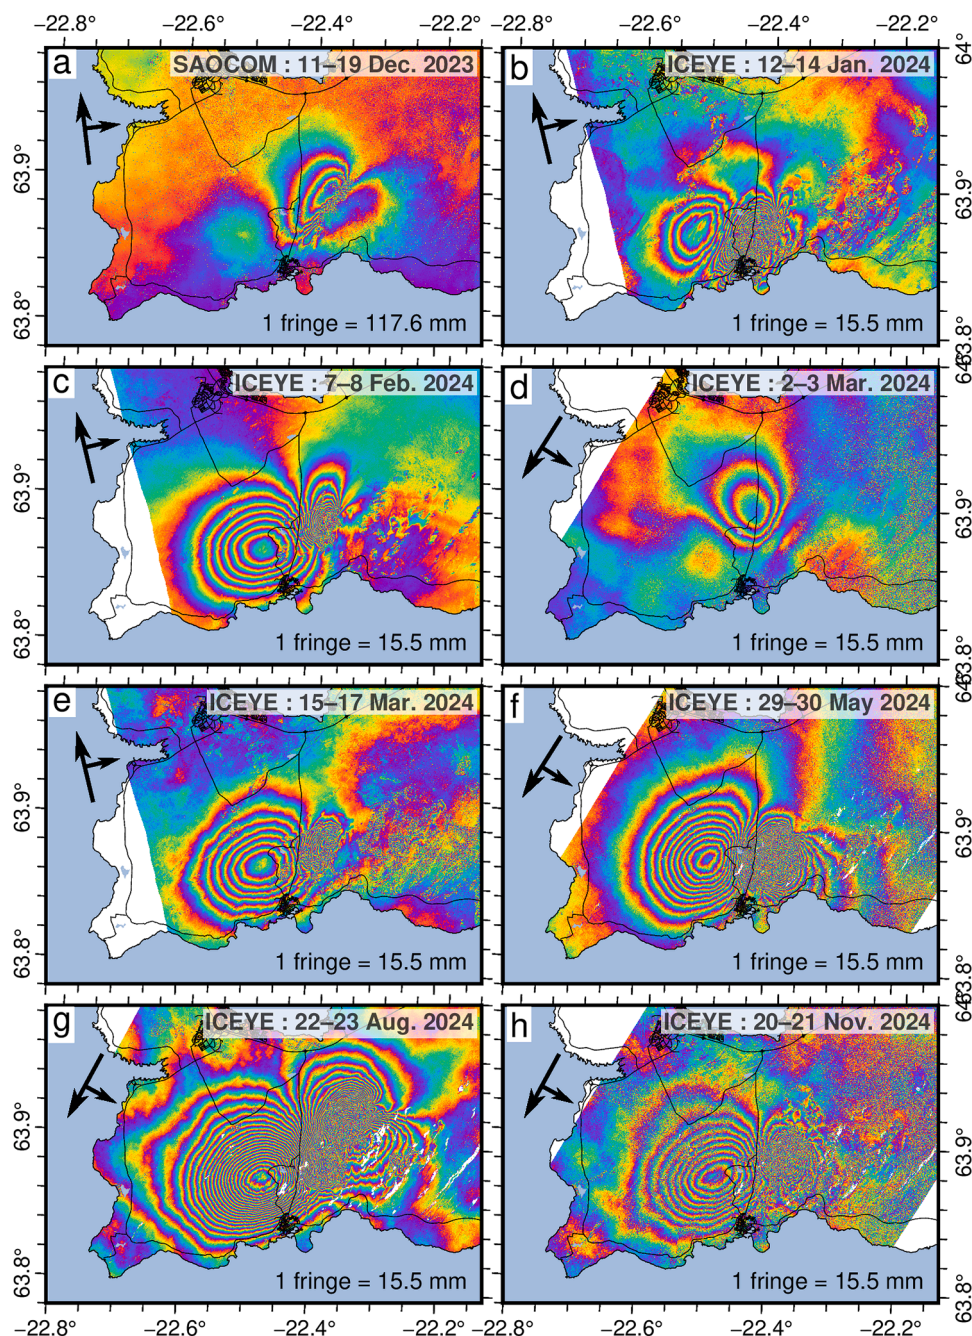 −22.8° −22.6° −22.4° −22.2° −22.8° −22.6° −22.4° −22.2°
a SAOCOM : 11–19 Dec. 2023
b ICEYE : 12–14 Jan. 2024
64°
63.9°
63.9°
63.8°
63.8°
1 fringe = 117.6 mm
1 fringe = 15.5 mm
c ICEYE : 7–8 Feb. 2024
d ICEYE : 2–3 Mar. 2024
63.9°
63.9°
63.8°
63.8°
1 fringe = 15.5 mm
1 fringe = 15.5 mm
e ICEYE : 15–17 Mar. 2024
f ICEYE : 29–30 May 2024
63.9°
63.9°
63.8°
63.8°
1 fringe = 15.5 mm
1 fringe = 15.5 mm
g ICEYE : 22–23 Aug. 2024
h ICEYE : 20–21 Nov. 2024
63.9°
63.9°
63.8°
63.8°
1 fringe = 15.5 mm
1 fringe = 15.5 mm
−22.8° −22.6° −22.4° −22.2° −22.8° −22.6° −22.4° −22.2°